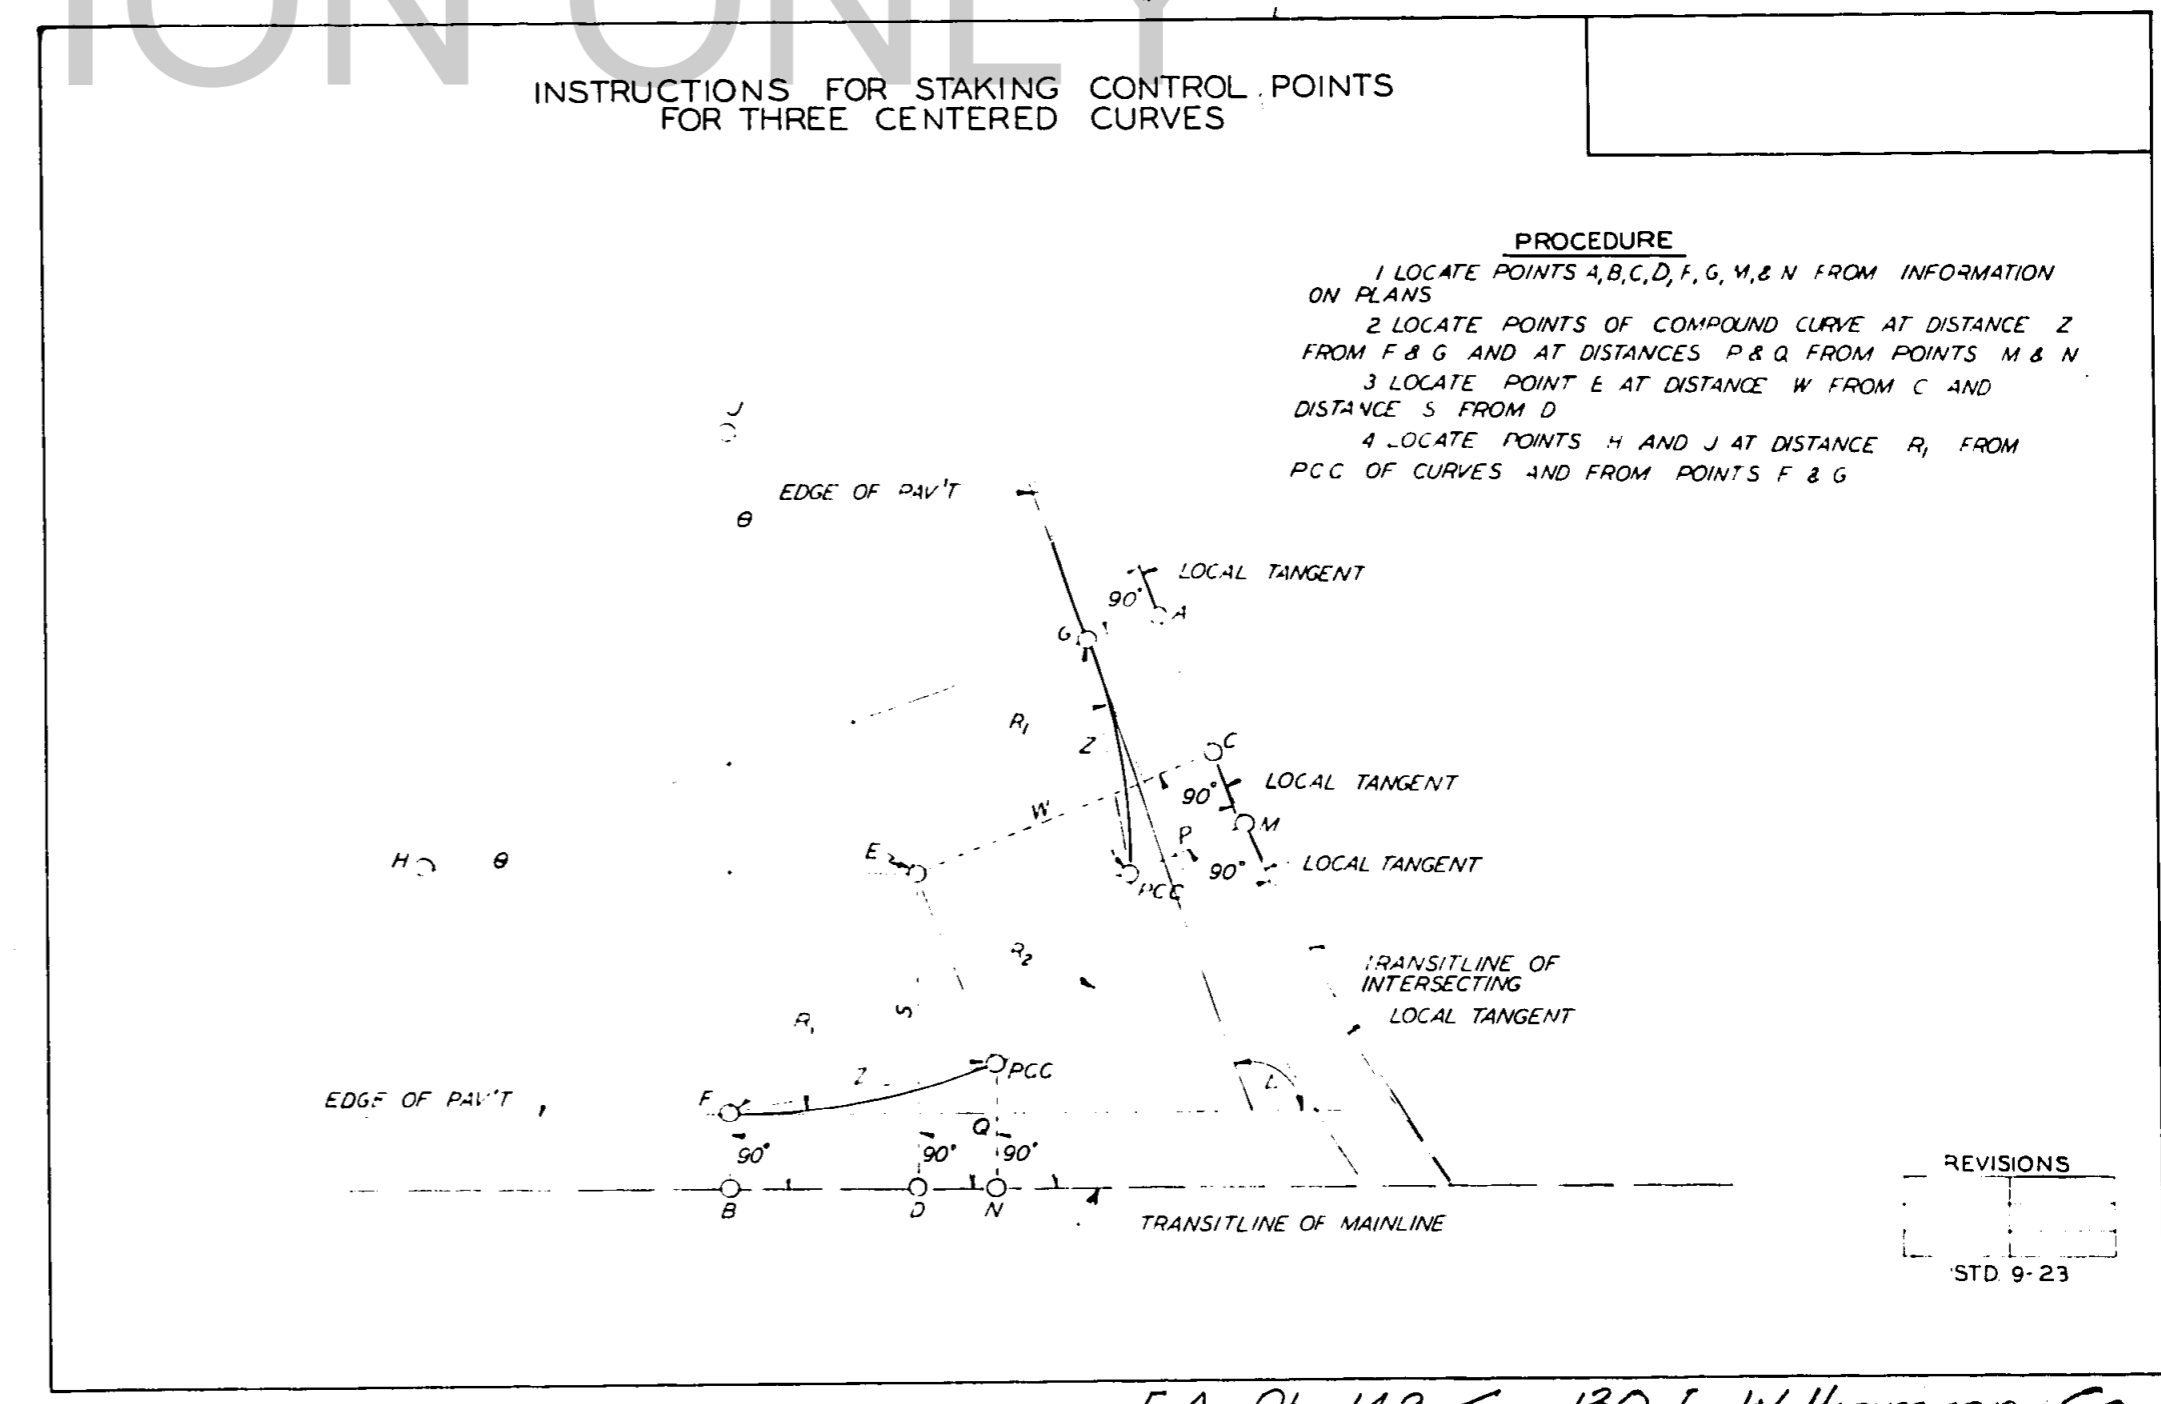 ION ONLY
INSTRUCTIONS FOR STAKING CONTROL POINTS
FOR THREE CENTERED CURVES
PROCEDURE
1 LOCATE POINTS A,B,C,D,F,G,M,& N FROM INFORMATION
ON PLANS
2 LOCATE POINTS OF COMPOUND CURVE AT DISTANCE Z
FROM F & G AND AT DISTANCES P & Q FROM POINTS M & N
3 LOCATE POINT E AT DISTANCE W FROM C AND
DISTANCE S FROM D
4 LOCATE POINTS H AND J AT DISTANCE R1 FROM
PCC OF CURVES AND FROM POINTS F & G
J
EDGE OF PAV'T
θ
LOCAL TANGENT
90°
A
G
R1
Z
C
LOCAL TANGENT
90°
W
M
P
E
H
θ
90°
LOCAL TANGENT
PCC
R2
TRANSITLINE OF
INTERSECTING
S
LOCAL TANGENT
R1
Z
PCC
F
EDGE OF PAV'T
Q
90°
90°
90°
REVISIONS
B
D
N
TRANSITLINE OF MAINLINE
STD. 9-23